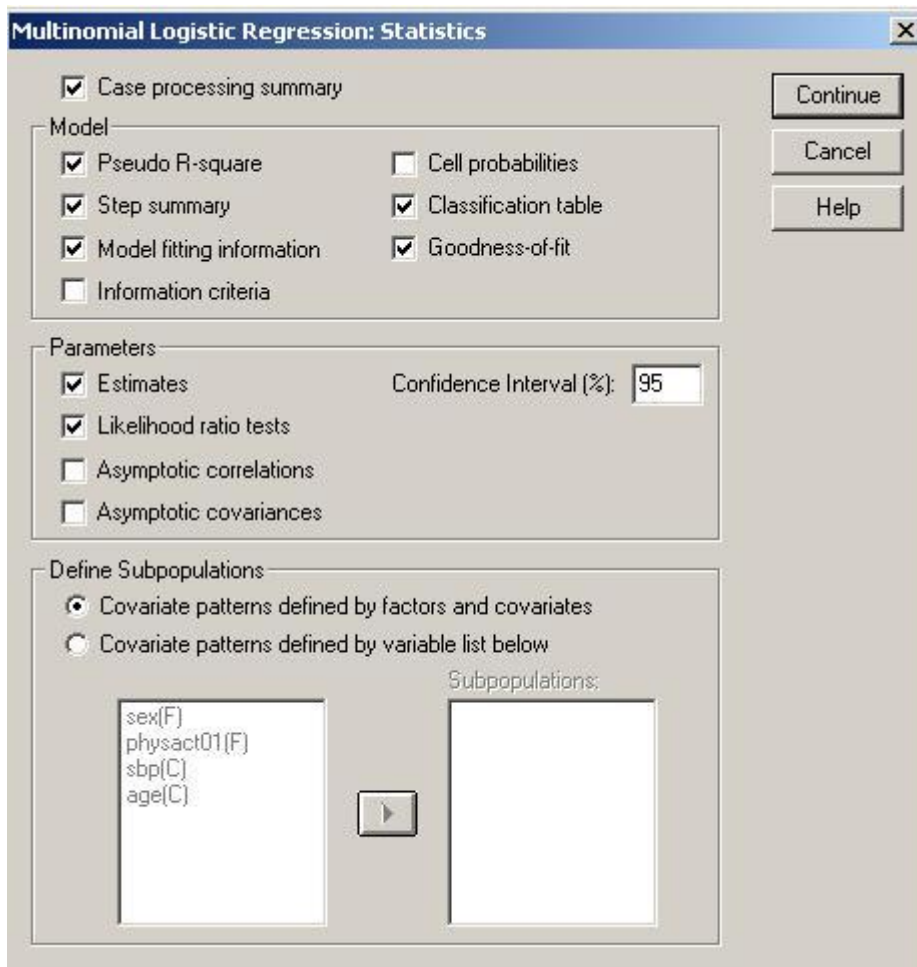 Multinomial Logistic Regression: Statistics
Case processing summary
Continue
Cancel
Help
Model
Pseudo R-square
Cell probabilities
Step summary
Classification table
Model fitting information
Goodness-of-fit
Information criteria
Parameters
Estimates
Confidence Interval (%): 95
Likelihood ratio tests
Asymptotic correlations
Asymptotic covariances
Define Subpopulations
Covariate patterns defined by factors and covariates
Covariate patterns defined by variable list below
Subpopulations:
sex(F)
physact01(F)
sbp(C)
age(C)